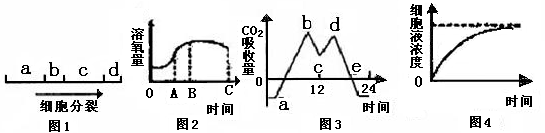 a b c d
细胞分裂
图1
溶氧量
O A B C
时间
图2
CO2
吸收量
0
a b c d e
12 24
时间
图3
细胞液浓度
0
时间
图4